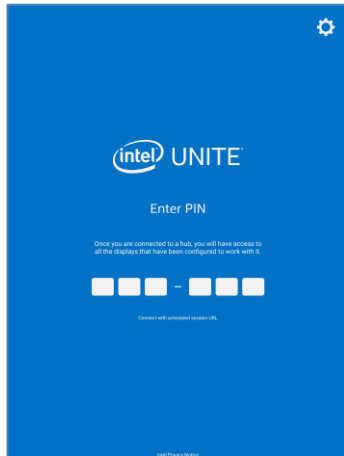 intel UNITE
Enter PIN
Once you are connected to a hub, you will have access to
all the displays that have been configured to work with it.
–
Connect with scheduled session URL
Intel Privacy Notice